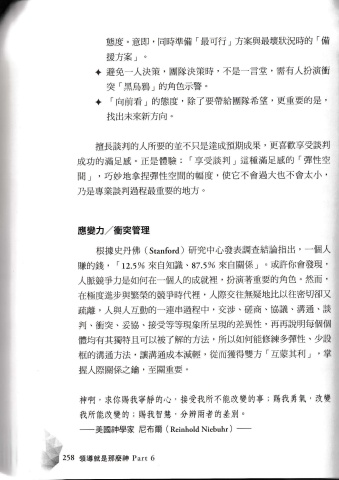 態度。意即，同時準備「最可行」方案與最壞狀況時的「備
援方案」。
✦ 避免一人決策，團隊決策時，不是一言堂，需有人扮演衝
突「黑烏鴉」的角色示警。
✦ 「向前看」的態度，除了要帶給團隊希望，更重要的是，
找出未來新方向。
擅長談判的人所要的並不只是達成預期成果，更喜歡享受談判
成功的滿足感，正是體驗：「享受談判」這種滿足感的「彈性空
間」，巧妙地拿捏彈性空間的幅度，使它不會過大也不會太小，
乃是專業談判過程最重要的地方。
應變力／衝突管理
根據史丹佛（Stanford）研究中心發表調查結論指出，一個人
賺的錢，「12.5% 來自知識、87.5% 來自關係」。或許你會發現，
人脈競爭力是如何在一個人的成就裡，扮演著重要的角色。然而，
在極度進步與繁榮的競爭時代裡，人際交往無疑地比以往密切卻又
疏離。人與人互動的一連串過程中，交涉、磋商、協議、溝通、談
判、衝突、妥協、接受等等現象所呈現的差異性，再再說明每個個
體均有其獨特且可以被了解的方法，所以如何能修練多彈性、少設
框的溝通方法，讓溝通成本減輕，從而獲得雙方「互蒙其利」，掌
握人際關係之鑰，至關重要。
神啊，求你賜我寧靜的心，接受我所不能改變的事；賜我勇氣，改變
我所能改變的；賜我智慧，分辨兩者的差別。
——美國神學家 尼布爾（Reinhold Niebuhr）——
258 領導就是那麼神 Part 6